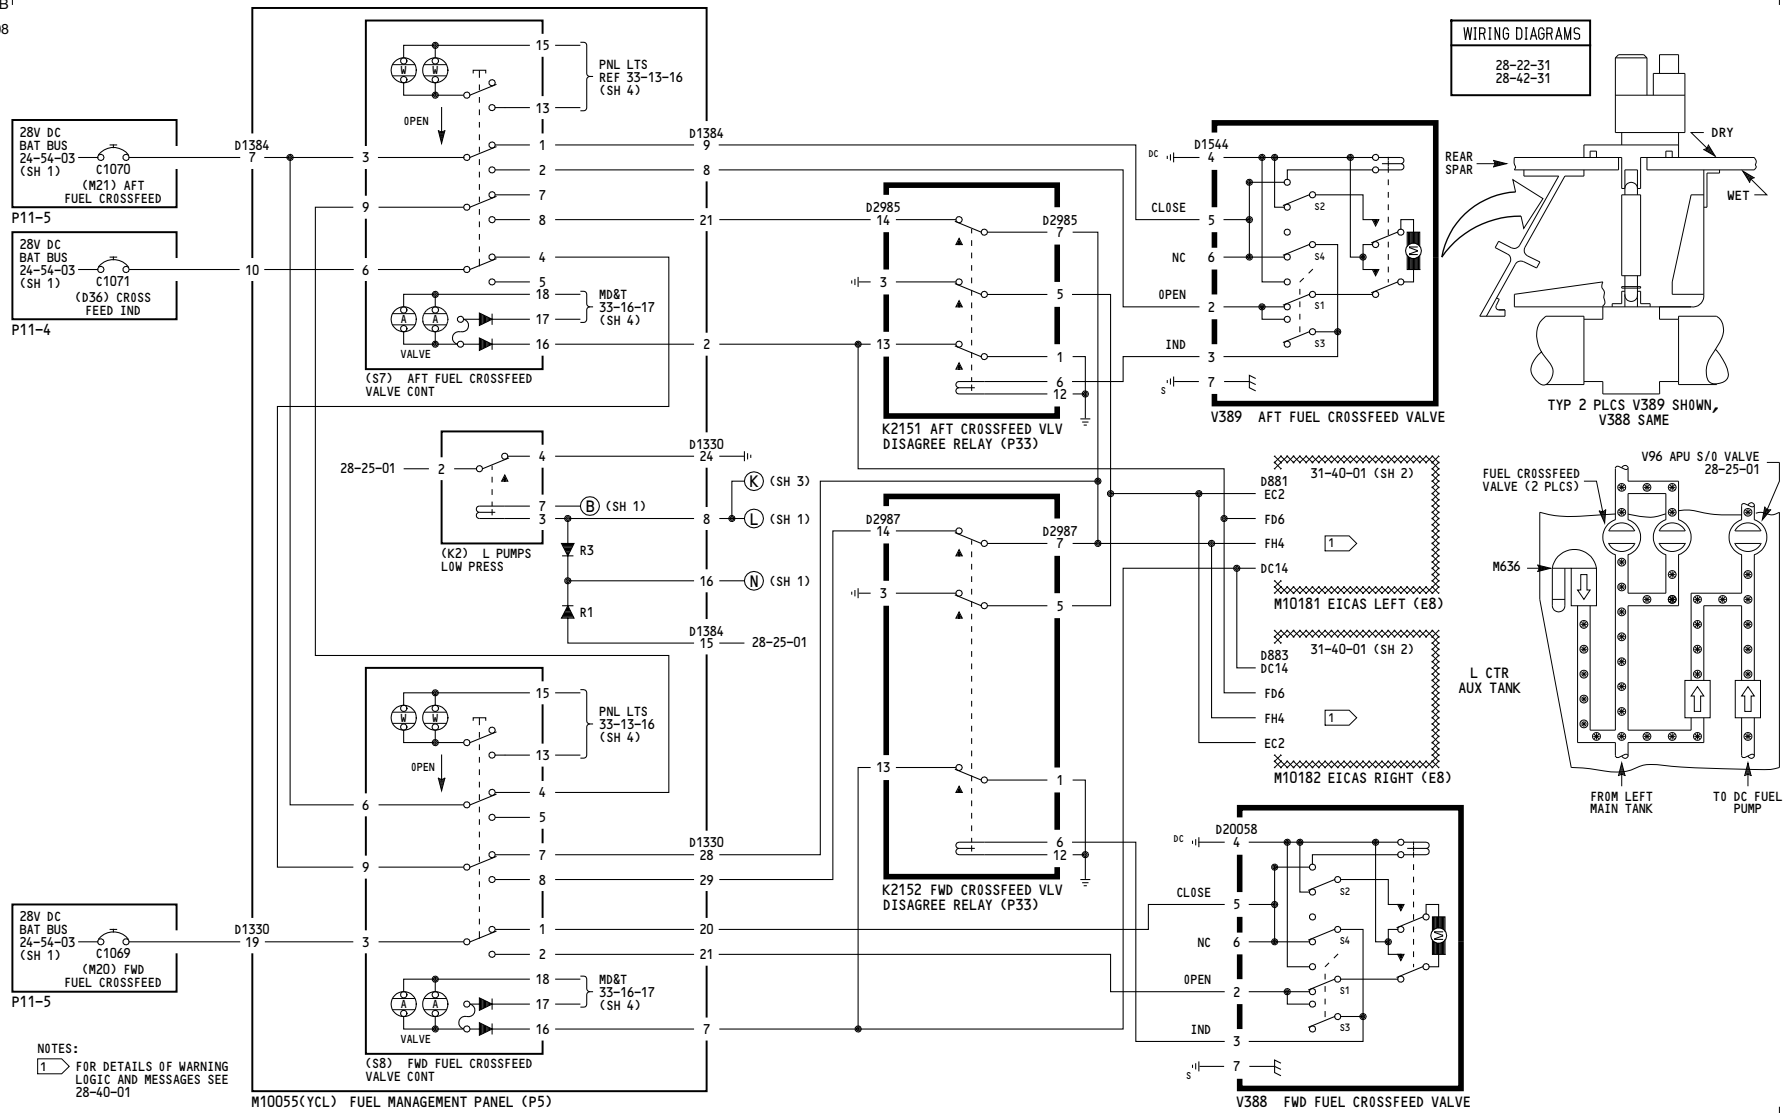 B
08
28V DC
BAT BUS
24-54-03
(SH 1)
C1070
(M21) AFT
FUEL CROSSFEED
P11-5
28V DC
BAT BUS
24-54-03
(SH 1)
C1071
(D36) CROSS
FEED IND
P11-4
28V DC
BAT BUS
24-54-03
(SH 1)
C1069
(M20) FWD
FUEL CROSSFEED
P11-5
NOTES:
1 FOR DETAILS OF WARNING
LOGIC AND MESSAGES SEE
28-40-01
D1384
7
10
D1330
19
W W
OPEN
3
9
6
15
13
1
2
7
8
4
5
18
17
16
A A
VALVE
PNL LTS
REF 33-13-16
(SH 4)
MD&T
33-16-17
(SH 4)
(S7) AFT FUEL CROSSFEED
VALVE CONT
28-25-01
2
4
7
3
B (SH 1)
(K2) L PUMPS
LOW PRESS
R3
R1
W W
OPEN
6
9
3
15
13
4
5
7
8
1
2
18
17
16
A A
VALVE
PNL LTS
33-13-16
(SH 4)
MD&T
33-16-17
(SH 4)
(S8) FWD FUEL CROSSFEED
VALVE CONT
M10055(YCL) FUEL MANAGEMENT PANEL (P5)
D1384
9
8
21
2
D1330
24
8
16
D1384
15
28-25-01
K (SH 3)
L (SH 1)
N (SH 1)
D1330
28
29
20
21
7
D2985
14
3
13
D2985
7
5
1
6
12
K2151 AFT CROSSFEED VLV
DISAGREE RELAY (P33)
D2987
14
3
13
D2987
7
5
1
6
12
K2152 FWD CROSSFEED VLV
DISAGREE RELAY (P33)
DC
D1544
4
CLOSE
5
NC
6
OPEN
2
IND
3
S
7
S2
S4
S1
S3
M
V389 AFT FUEL CROSSFEED VALVE
31-40-01 (SH 2)
D881
EC2
FD6
FH4
DC14
1
M10181 EICAS LEFT (E8)
31-40-01 (SH 2)
D883
DC14
FD6
FH4
EC2
1
M10182 EICAS RIGHT (E8)
DC
D20058
4
CLOSE
5
NC
6
OPEN
2
IND
3
S
7
S2
S4
S1
S3
M
V388 FWD FUEL CROSSFEED VALVE
WIRING DIAGRAMS
28-22-31
28-42-31
REAR
SPAR
DRY
WET
TYP 2 PLCS V389 SHOWN,
V388 SAME
FUEL CROSSFEED
VALVE (2 PLCS)
V96 APU S/O VALVE
28-25-01
M636
L CTR
AUX TANK
FROM LEFT
MAIN TANK
TO DC FUEL
PUMP